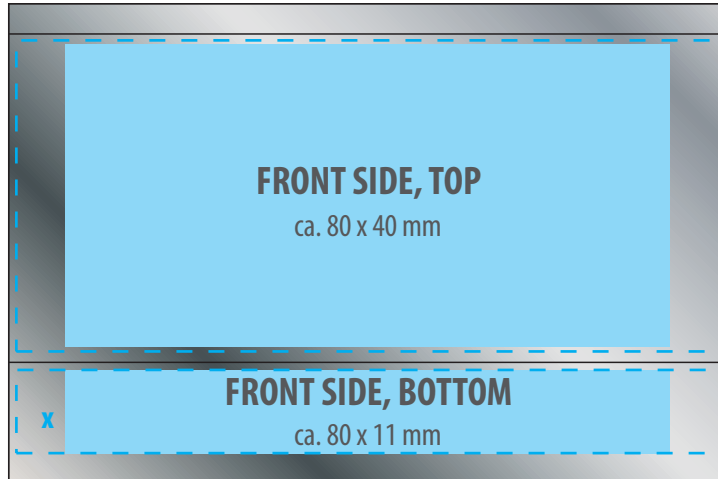 FRONT SIDE, TOP
ca. 80 x 40 mm
FRONT SIDE, BOTTOM
x
ca. 80 x 11 mm